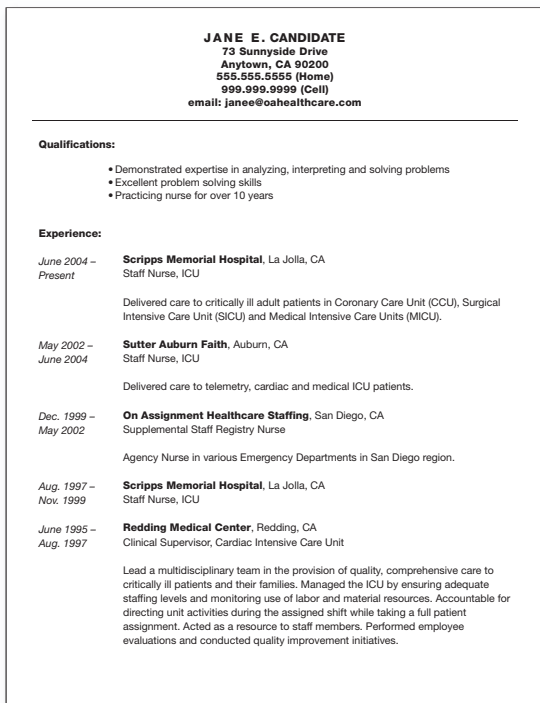 JANE E. CANDIDATE
73 Sunnyside Drive
Anytown, CA 90200
555.555.5555 (Home)
999.999.9999 (Cell)
email: janee@oahealthcare.com
Qualifications:
• Demonstrated expertise in analyzing, interpreting and solving problems
• Excellent problem solving skills
• Practicing nurse for over 10 years
Experience:
June 2004 – Scripps Memorial Hospital, La Jolla, CA
Present Staff Nurse, ICU
Delivered care to critically ill adult patients in Coronary Care Unit (CCU), Surgical
Intensive Care Unit (SICU) and Medical Intensive Care Units (MICU).
May 2002 – Sutter Auburn Faith, Auburn, CA
June 2004 Staff Nurse, ICU
Delivered care to telemetry, cardiac and medical ICU patients.
Dec. 1999 – On Assignment Healthcare Staffing, San Diego, CA
May 2002 Supplemental Staff Registry Nurse
Agency Nurse in various Emergency Departments in San Diego region.
Aug. 1997 – Scripps Memorial Hospital, La Jolla, CA
Nov. 1999 Staff Nurse, ICU
June 1995 – Redding Medical Center, Redding, CA
Aug. 1997 Clinical Supervisor, Cardiac Intensive Care Unit
Lead a multidisciplinary team in the provision of quality, comprehensive care to
critically ill patients and their families. Managed the ICU by ensuring adequate
staffing levels and monitoring use of labor and material resources. Accountable for
directing unit activities during the assigned shift while taking a full patient
assignment. Acted as a resource to staff members. Performed employee
evaluations and conducted quality improvement initiatives.